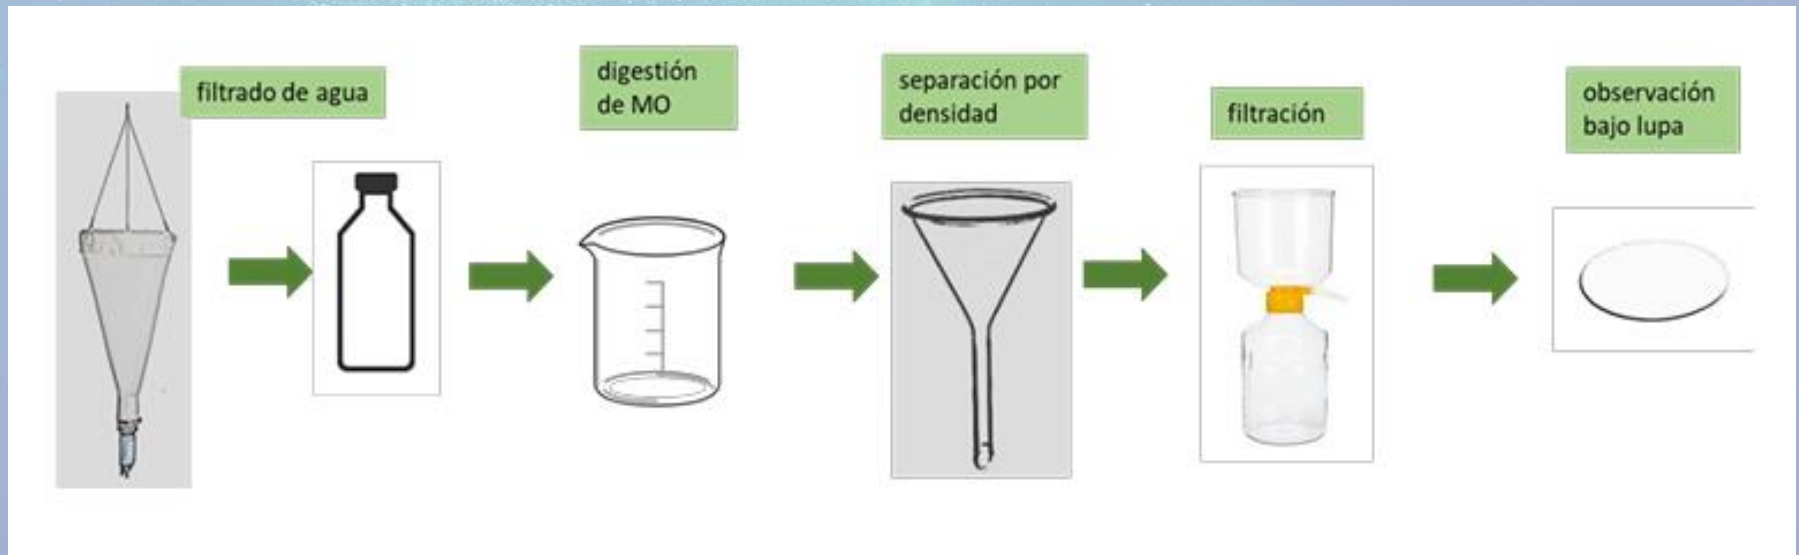 filtrado de agua
digestión
de MO
separación por
densidad
filtración
observación
bajo lupa